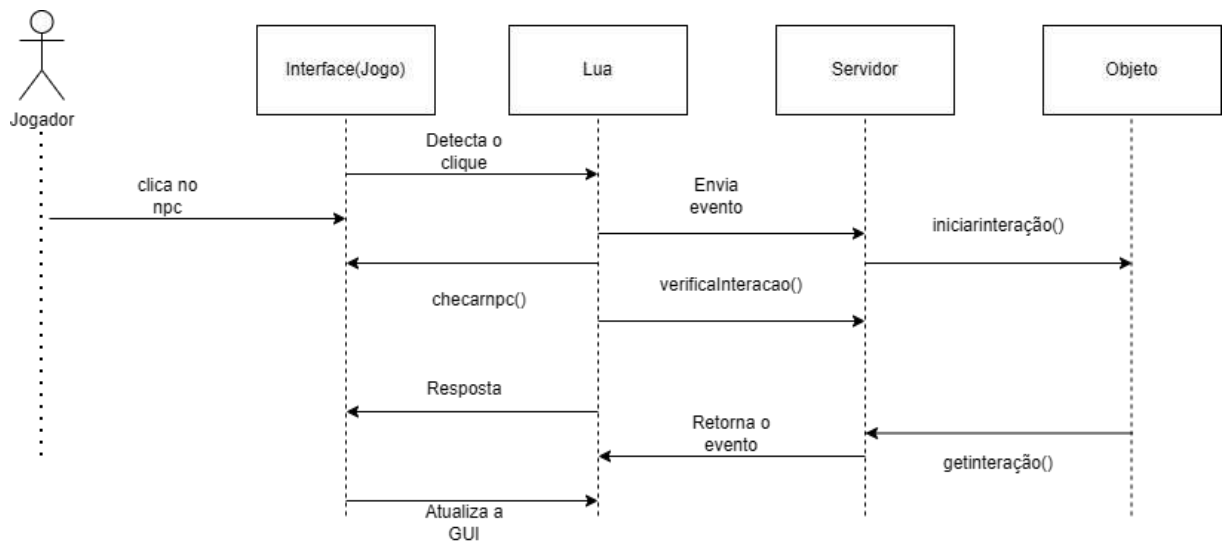 Jogador
Interface(Jogo)
Lua
Servidor
Objeto
Detecta o
clique
clica no
npc
Envia
evento
iniciarinteração()
checarnpc()
verificaInteracao()
Resposta
Retorna o
evento
getinteração()
Atualiza a
GUI